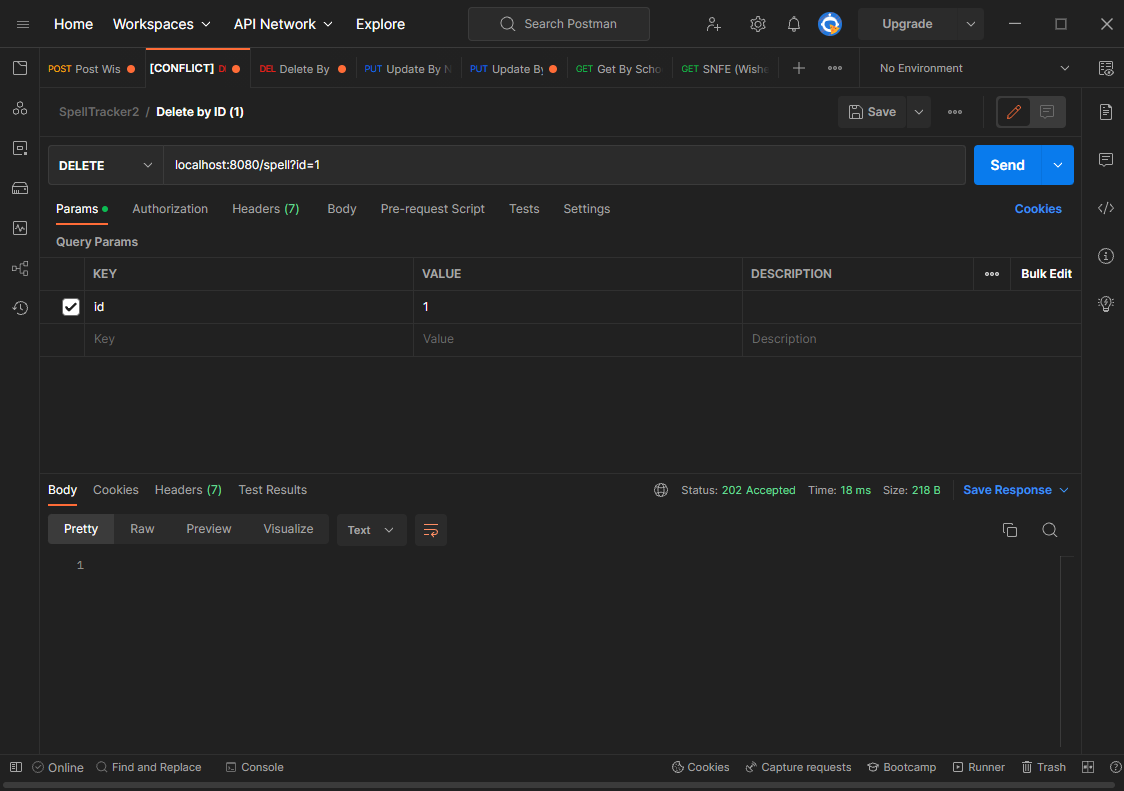 Home Workspaces API Network Explore Search Postman Upgrade
POST Post Wis [CONFLICT] DEL Delete By PUT Update By N PUT Update By GET Get By Scho GET SNFE (Wishe No Environment
SpellTracker2 / Delete by ID (1) Save
DELETE localhost:8080/spell?id=1 Send
Params Authorization Headers (7) Body Pre-request Script Tests Settings Cookies
Query Params
KEY VALUE DESCRIPTION Bulk Edit
id 1
Key Value Description
Body Cookies Headers (7) Test Results Status: 202 Accepted Time: 18 ms Size: 218 B Save Response
Pretty Raw Preview Visualize Text
1
Online Find and Replace Console Cookies Capture requests Bootcamp Runner Trash